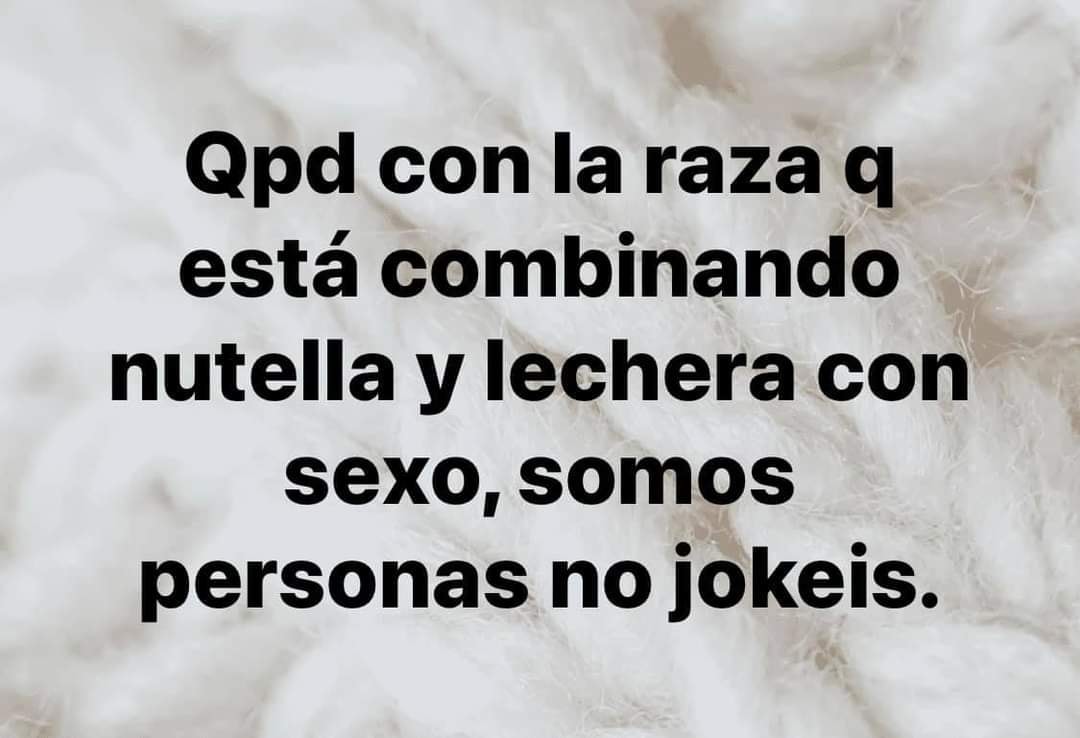 Qpd con la raza q
está combinando
nutella y lechera con
sexo, somos
personas no jokeis.